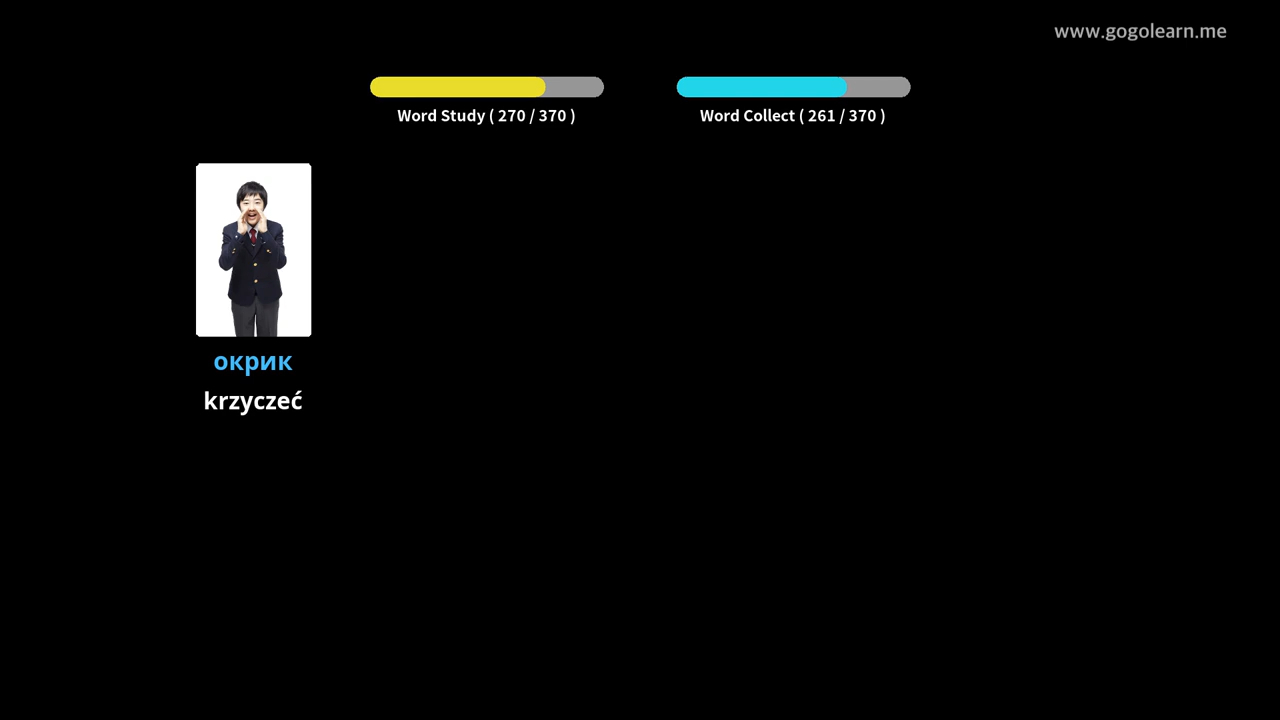 www.gogolearn.me
Word Study ( 270 / 370 )
Word Collect ( 261 / 370 )
окрик
krzyczeć